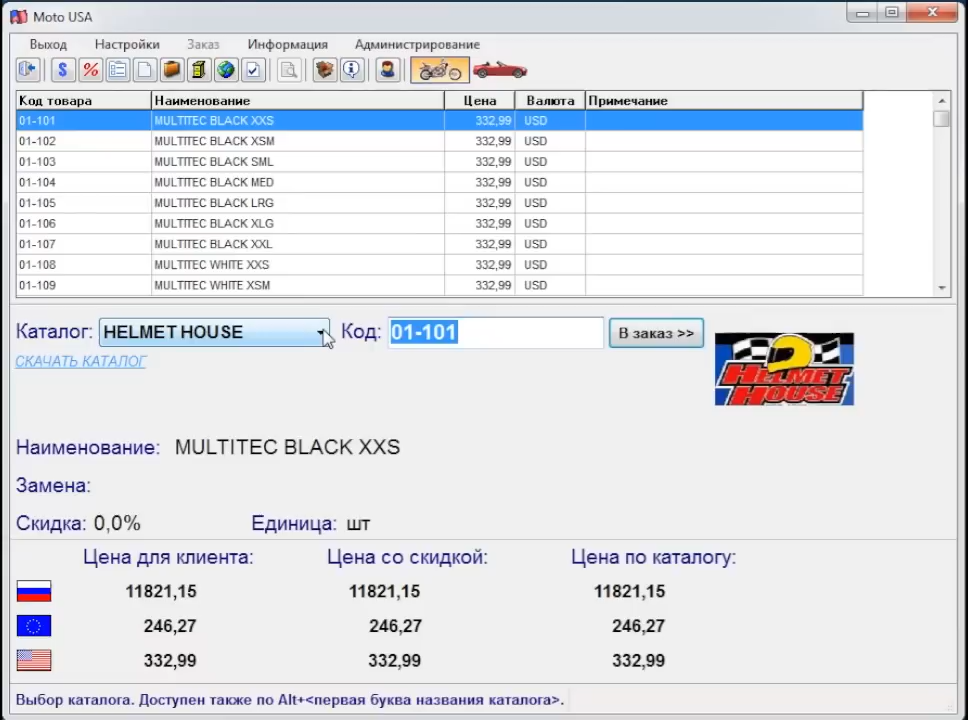 Moto USA
Выход Настройки Заказ Информация Администрирование
Код товара Наименование Цена Валюта Примечание
01-101 MULTITEC BLACK XXS 332,99 USD
01-102 MULTITEC BLACK XSM 332,99 USD
01-103 MULTITEC BLACK SML 332,99 USD
01-104 MULTITEC BLACK MED 332,99 USD
01-105 MULTITEC BLACK LRG 332,99 USD
01-106 MULTITEC BLACK XLG 332,99 USD
01-107 MULTITEC BLACK XXL 332,99 USD
01-108 MULTITEC WHITE XXS 332,99 USD
01-109 MULTITEC WHITE XSM 332,99 USD
Каталог: HELMET HOUSE Код: 01-101 В заказ >>
СКАЧАТЬ КАТАЛОГ
HELMET
HOUSE
Наименование: MULTITEC BLACK XXS
Замена:
Скидка: 0,0% Единица: шт
Цена для клиента: Цена со скидкой: Цена по каталогу:
11821,15 11821,15 11821,15
246,27 246,27 246,27
332,99 332,99 332,99
Выбор каталога. Доступен также по Alt+<первая буква названия каталога>.